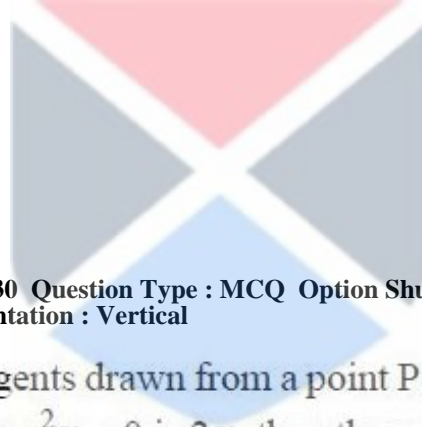 30 Question Type : MCQ Option Shu
ntation : Vertical
gents drawn from a point P